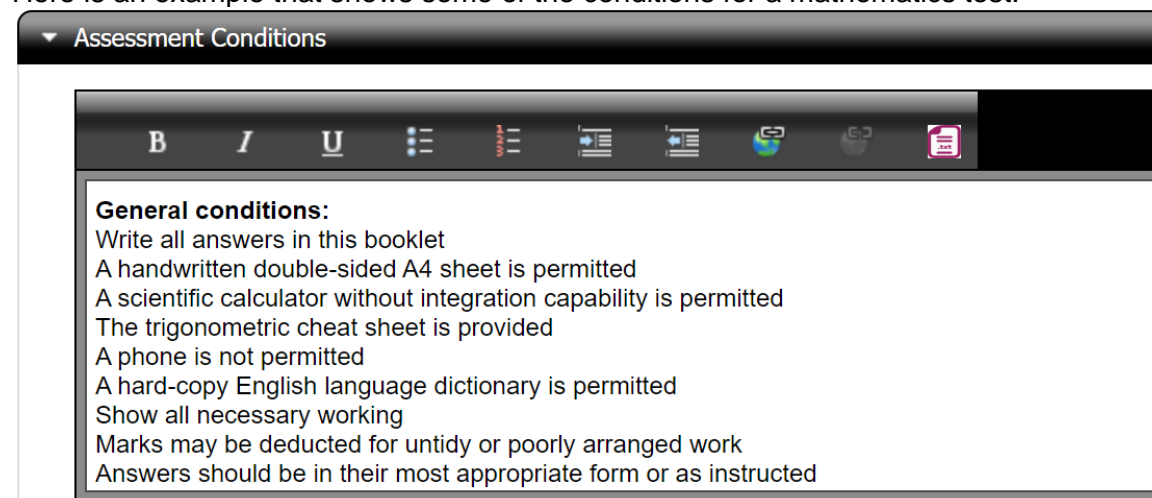 Here is an example that shows some of the conditions for a mathematics test.
Assessment Conditions
B I U
General conditions:
Write all answers in this booklet
A handwritten double-sided A4 sheet is permitted
A scientific calculator without integration capability is permitted
The trigonometric cheat sheet is provided
A phone is not permitted
A hard-copy English language dictionary is permitted
Show all necessary working
Marks may be deducted for untidy or poorly arranged work
Answers should be in their most appropriate form or as instructed